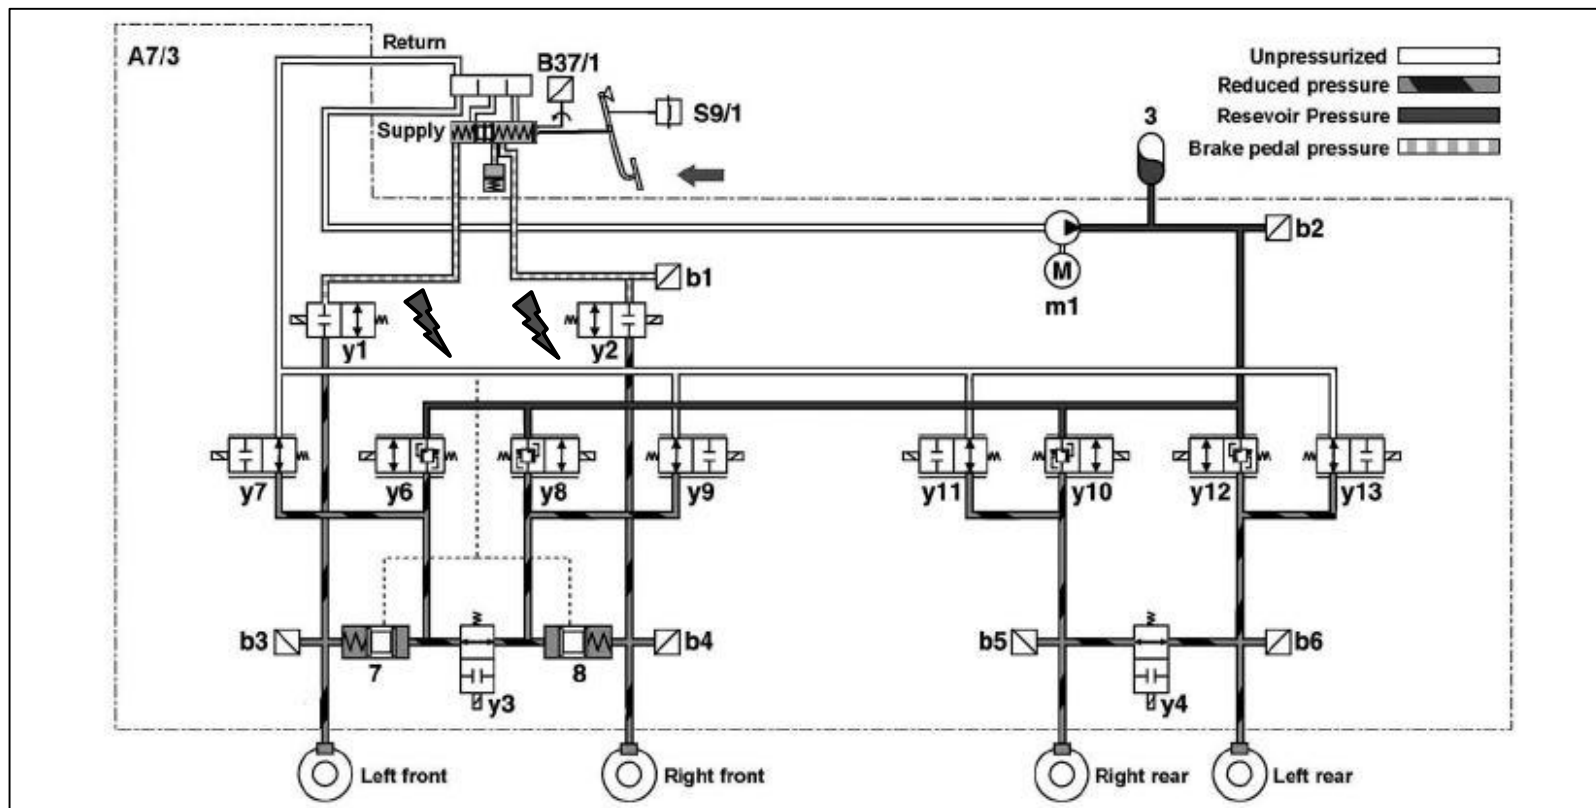 A7/3
Return
B37/1
S9/1
Supply
Unpressurized
Reduced pressure
Resevoir Pressure
Brake pedal pressure
3
b2
M
m1
b1
y1
y2
y7
y6
y8
y9
y11
y10
y12
y13
b3
7
8
b4
y3
b5
b6
y4
Left front
Right front
Right rear
Left rear